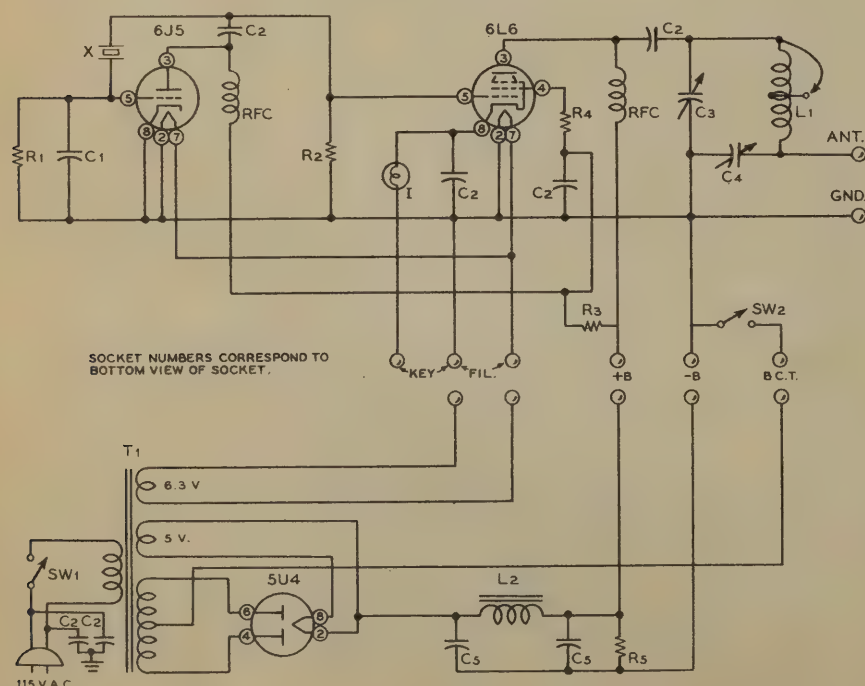 6J5
6L6
C2
C2
X
3
3
5
5
4
8
2
7
8
2
7
RFC
RFC
R1
C1
R2
R4
I
C2
C2
C3
C4
L1
ANT.
GND.
SOCKET NUMBERS CORRESPOND TO
BOTTOM VIEW OF SOCKET.
R3
SW2
KEY
FIL.
+B
-B
B C.T.
T1
6.3 V
5 V.
SW1
C2 C2
115 V.A.C.
5U4
6
8
4
2
L2
C5
C5
R5